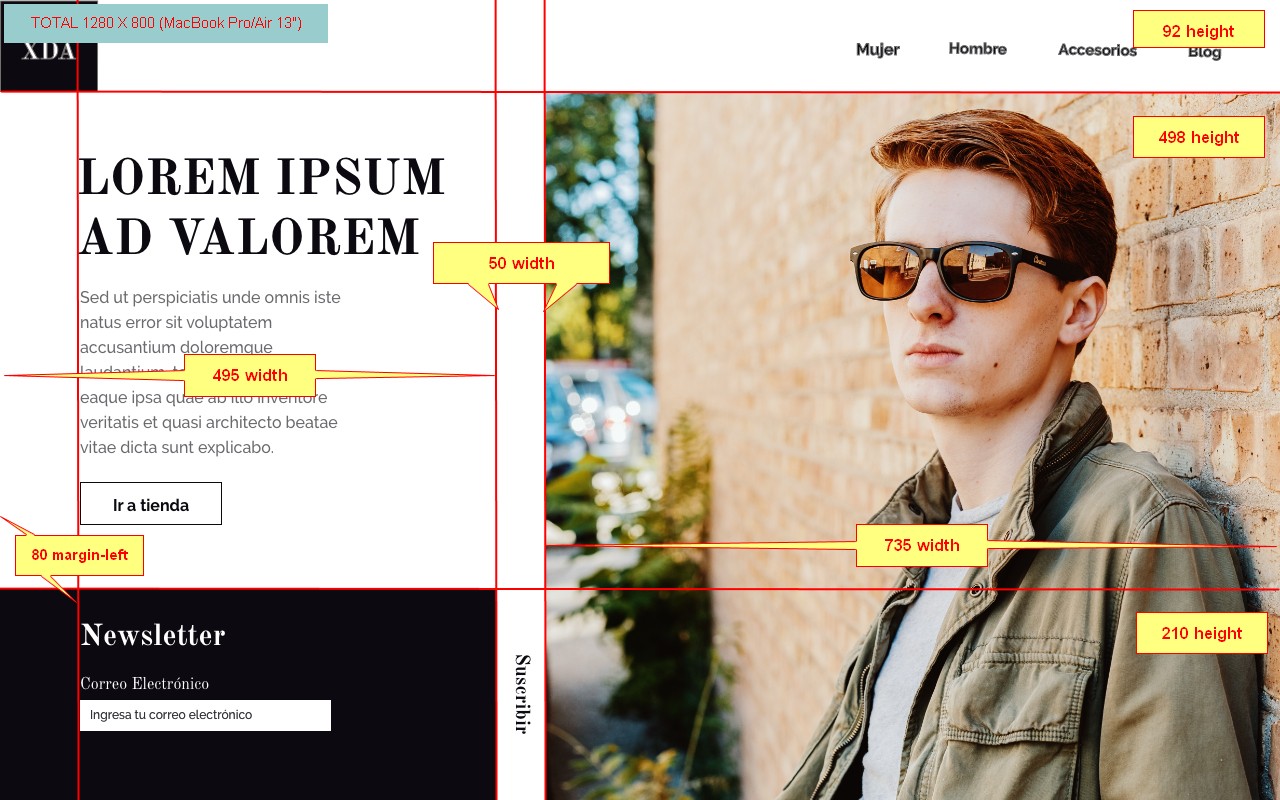 TOTAL 1280 X 800 (MacBook Pro/Air 13")
XDA
Mujer
Hombre
Accesorios
Blog
92 height
498 height
LOREM IPSUM
AD VALOREM
50 width
Sed ut perspiciatis unde omnis iste
natus error sit voluptatem
accusantium doloremque
laudantium,
495 width
eaque ipsa quae ab illo inventore
veritatis et quasi architecto beatae
vitae dicta sunt explicabo.
Ir a tienda
80 margin-left
735 width
210 height
Newsletter
Correo Electrónico
Ingresa tu correo electrónico
Suscribir